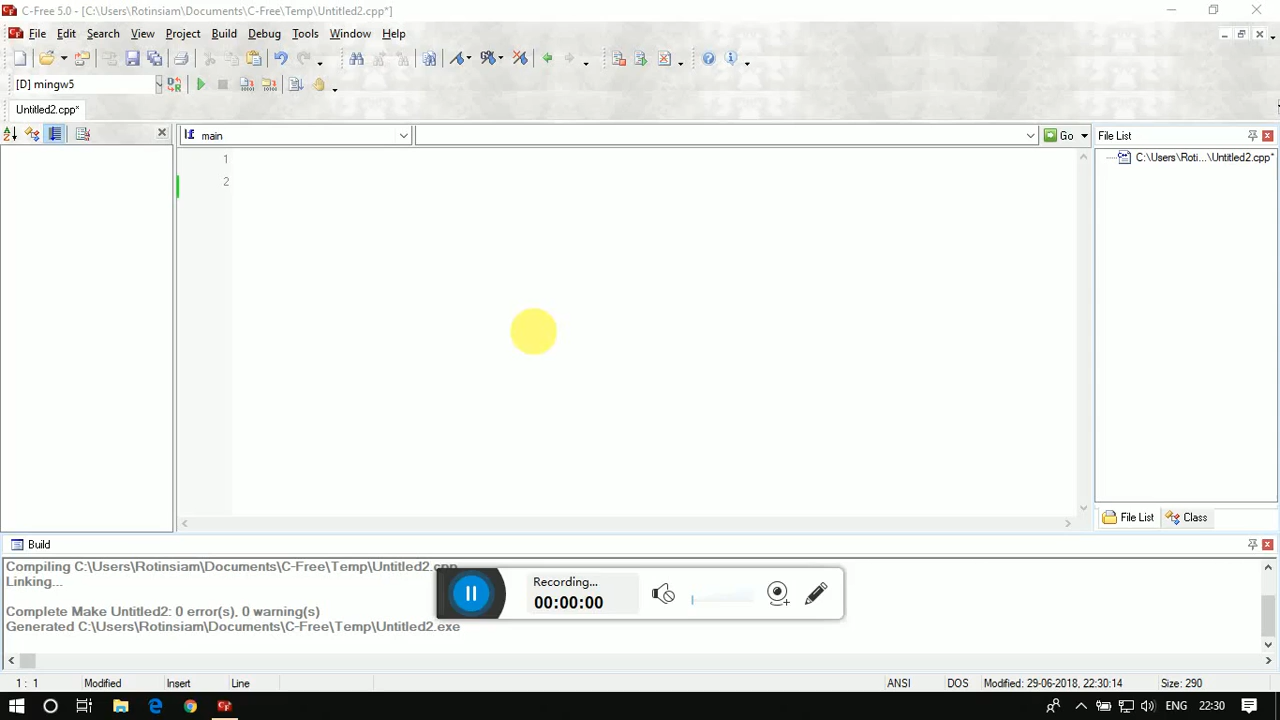 C-Free 5.0 - [C:\Users\Rotinsiam\Documents\C-Free\Temp\Untitled2.cpp*]
File Edit Search View Project Build Debug Tools Window Help
[D] mingw5
Untitled2.cpp*
main
Go
File List
1
C:\Users\Roti...\Untitled2.cpp*
2
File List Class
Build
Compiling C:\Users\Rotinsiam\Documents\C-Free\Temp\Untitled2.cpp...
Linking...
Complete Make Untitled2: 0 error(s), 0 warning(s)
Generated C:\Users\Rotinsiam\Documents\C-Free\Temp\Untitled2.exe
Recording...
00:00:00
1 : 1 Modified Insert Line ANSI DOS Modified: 29-06-2018, 22:30:14 Size: 290
ENG 22:30